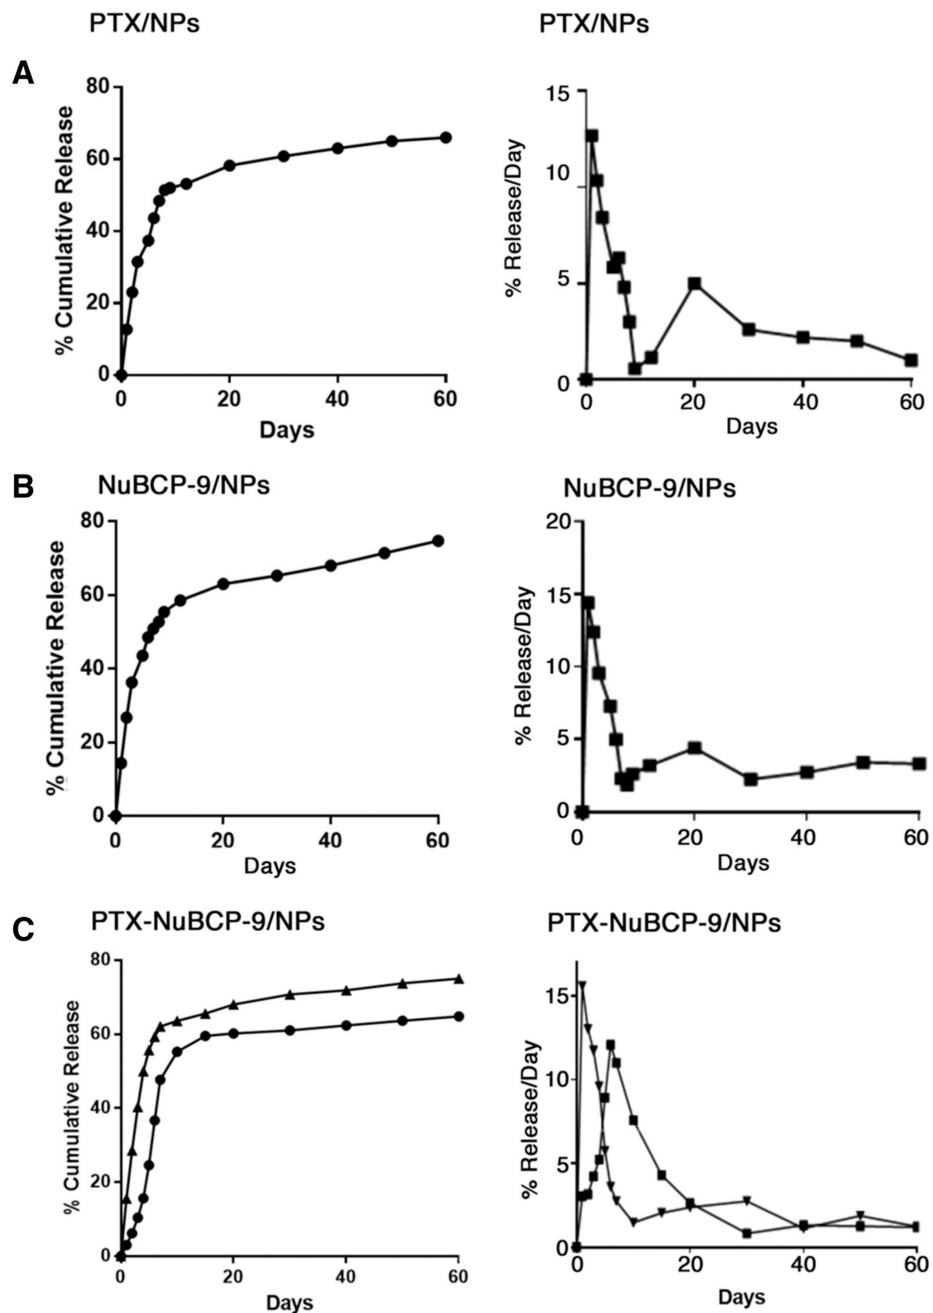 PTX/NPs
PTX/NPs
A
80
60
40
20
0
% Cumulative Release
0 20 40 60
Days
15
10
5
0
% Release/Day
0 20 40 60
Days
B
NuBCP-9/NPs
NuBCP-9/NPs
80
60
40
20
0
% Cumulative Release
0 20 40 60
Days
20
15
10
5
0
% Release/Day
0 20 40 60
Days
C
PTX-NuBCP-9/NPs
PTX-NuBCP-9/NPs
80
60
40
20
0
% Cumulative Release
0 20 40 60
Days
15
10
5
0
% Release/Day
0 20 40 60
Days